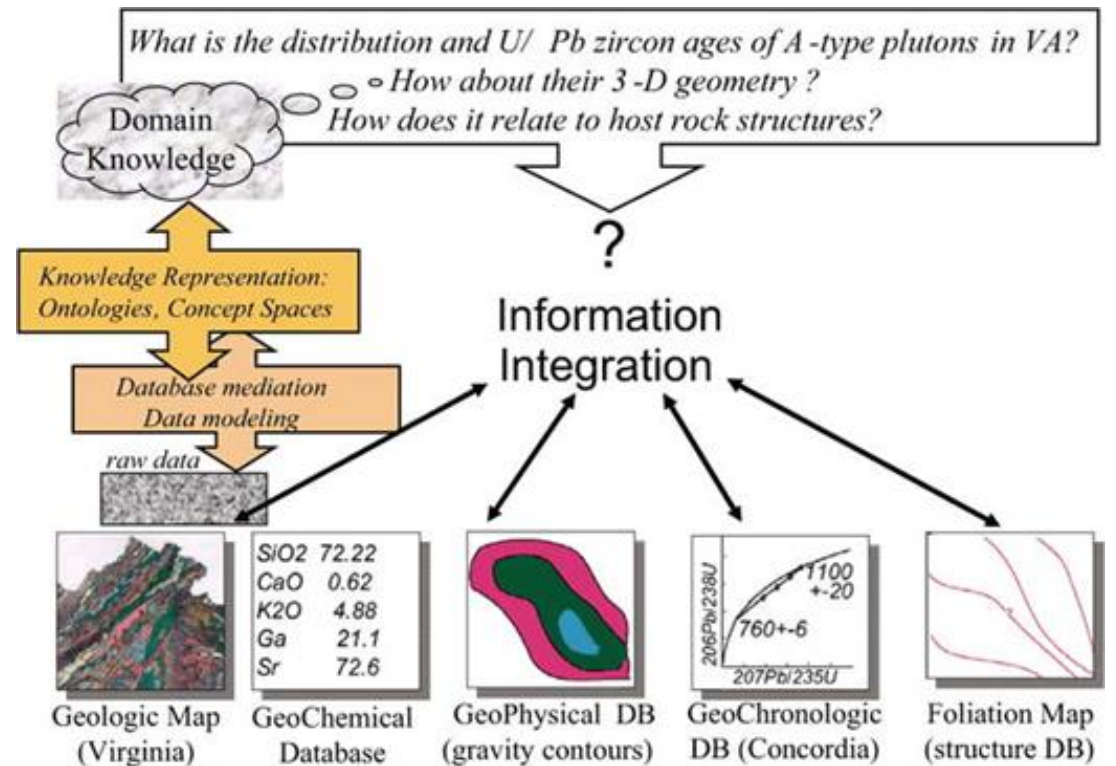 What is the distribution and U/ Pb zircon ages of A-type plutons in VA?
How about their 3-D geometry ?
How does it relate to host rock structures?
Domain
Knowledge
Knowledge Representation:
Ontologies, Concept Spaces
Database mediation
Data modeling
raw data
?
Information
Integration
SiO2 72.22
CaO 0.62
K2O 4.88
Ga 21.1
Sr 72.6
206Pb/238U
1100
+-20
760+-6
207Pb/235U
Geologic Map
(Virginia)
GeoChemical
Database
GeoPhysical DB
(gravity contours)
GeoChronologic
DB (Concordia)
Foliation Map
(structure DB)